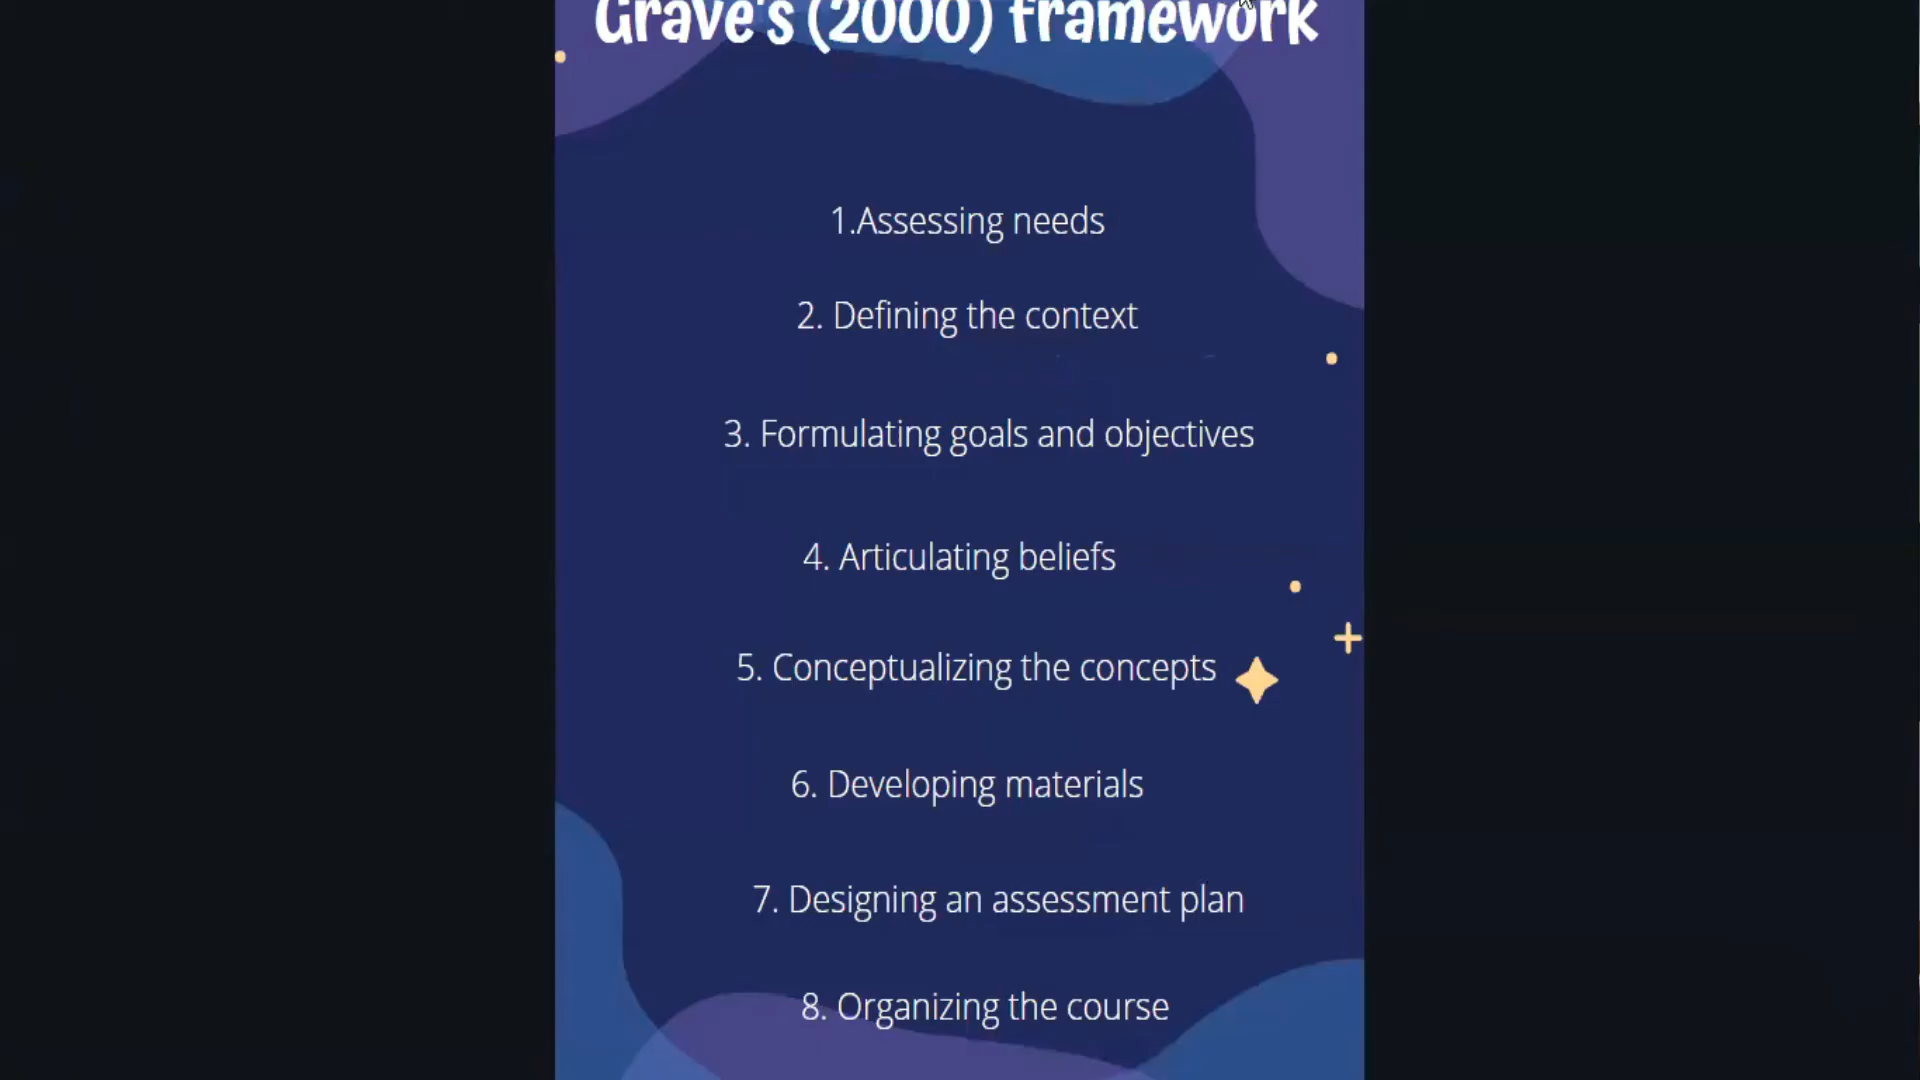 Grave's (2000) framework
1.Assessing needs
2. Defining the context
3. Formulating goals and objectives
4. Articulating beliefs
5. Conceptualizing the concepts
6. Developing materials
7. Designing an assessment plan
8. Organizing the course